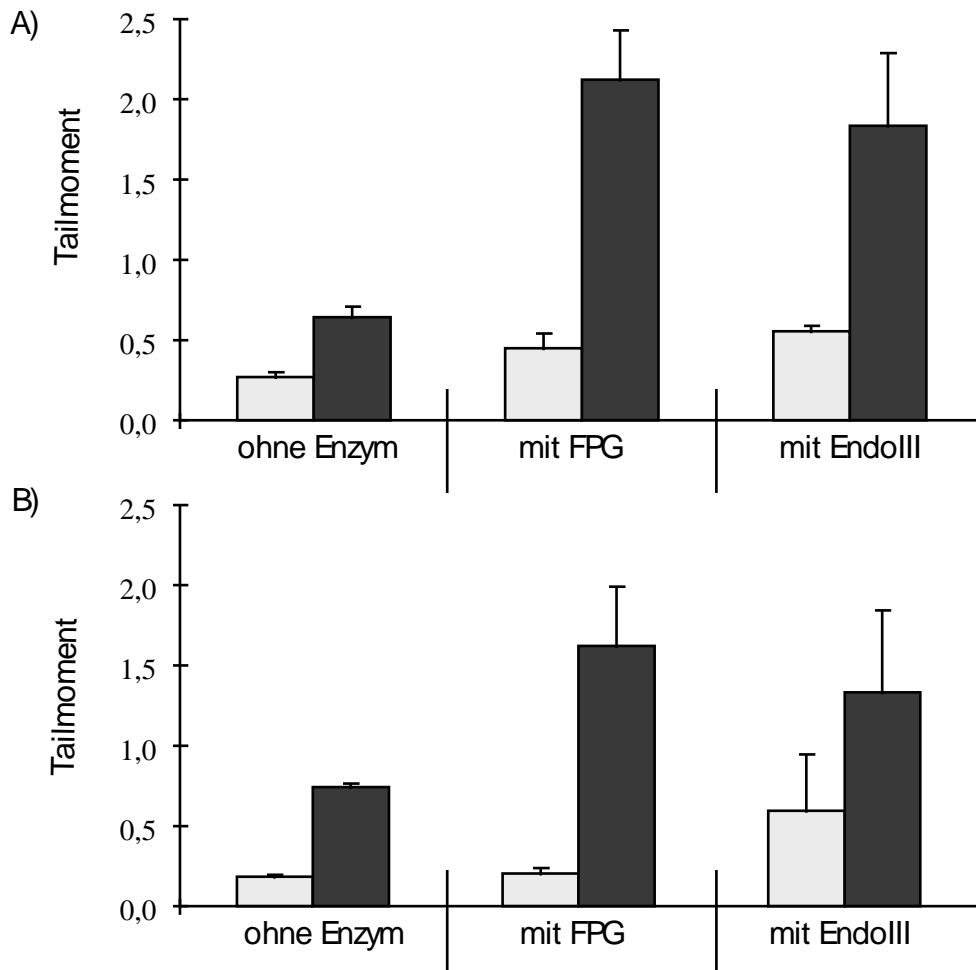 A)
Tailmoment
2,5
2,0
1,5
1,0
0,5
0,0
ohne Enzym mit FPG mit EndoIII
B)
Tailmoment
2,5
2,0
1,5
1,0
0,5
0,0
ohne Enzym mit FPG mit EndoIII